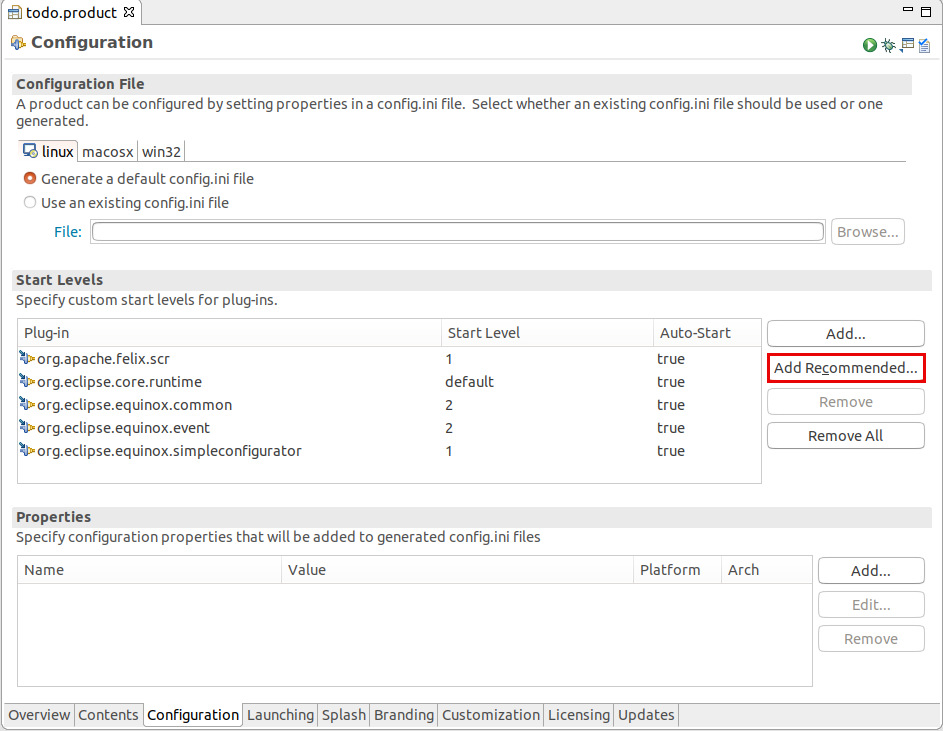 todo.product
Configuration
Configuration File
A product can be configured by setting properties in a config.ini file.  Select whether an existing config.ini file should be used or one
generated.
linux macosx win32
Generate a default config.ini file
Use an existing config.ini file
File: Browse...
Start Levels
Specify custom start levels for plug-ins.
Plug-in Start Level Auto-Start Add...
org.apache.felix.scr 1 true
Add Recommended...
org.eclipse.core.runtime default true
org.eclipse.equinox.common 2 true
Remove
org.eclipse.equinox.event 2 true
Remove All
org.eclipse.equinox.simpleconfigurator 1 true
Properties
Specify configuration properties that will be added to generated config.ini files
Name Value Platform Arch Add...
Edit...
Remove
Overview Contents Configuration Launching Splash Branding Customization Licensing Updates